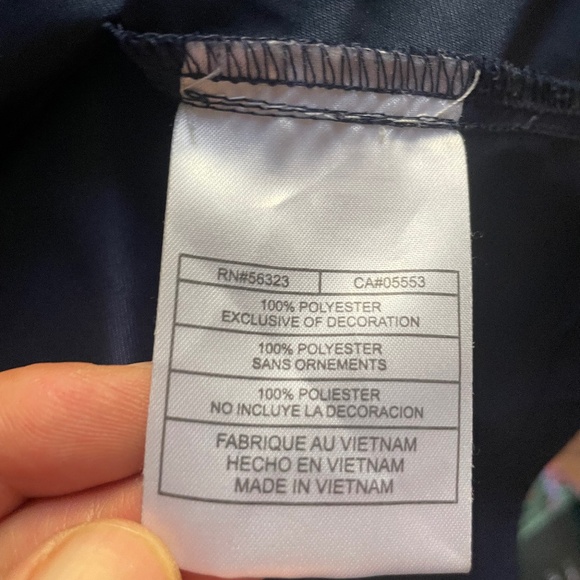 RN#56323 CA#05553
100% POLYESTER
EXCLUSIVE OF DECORATION
100% POLYESTER
SANS ORNEMENTS
100% POLIESTER
NO INCLUYE LA DECORACION
FABRIQUE AU VIETNAM
HECHO EN VIETNAM
MADE IN VIETNAM